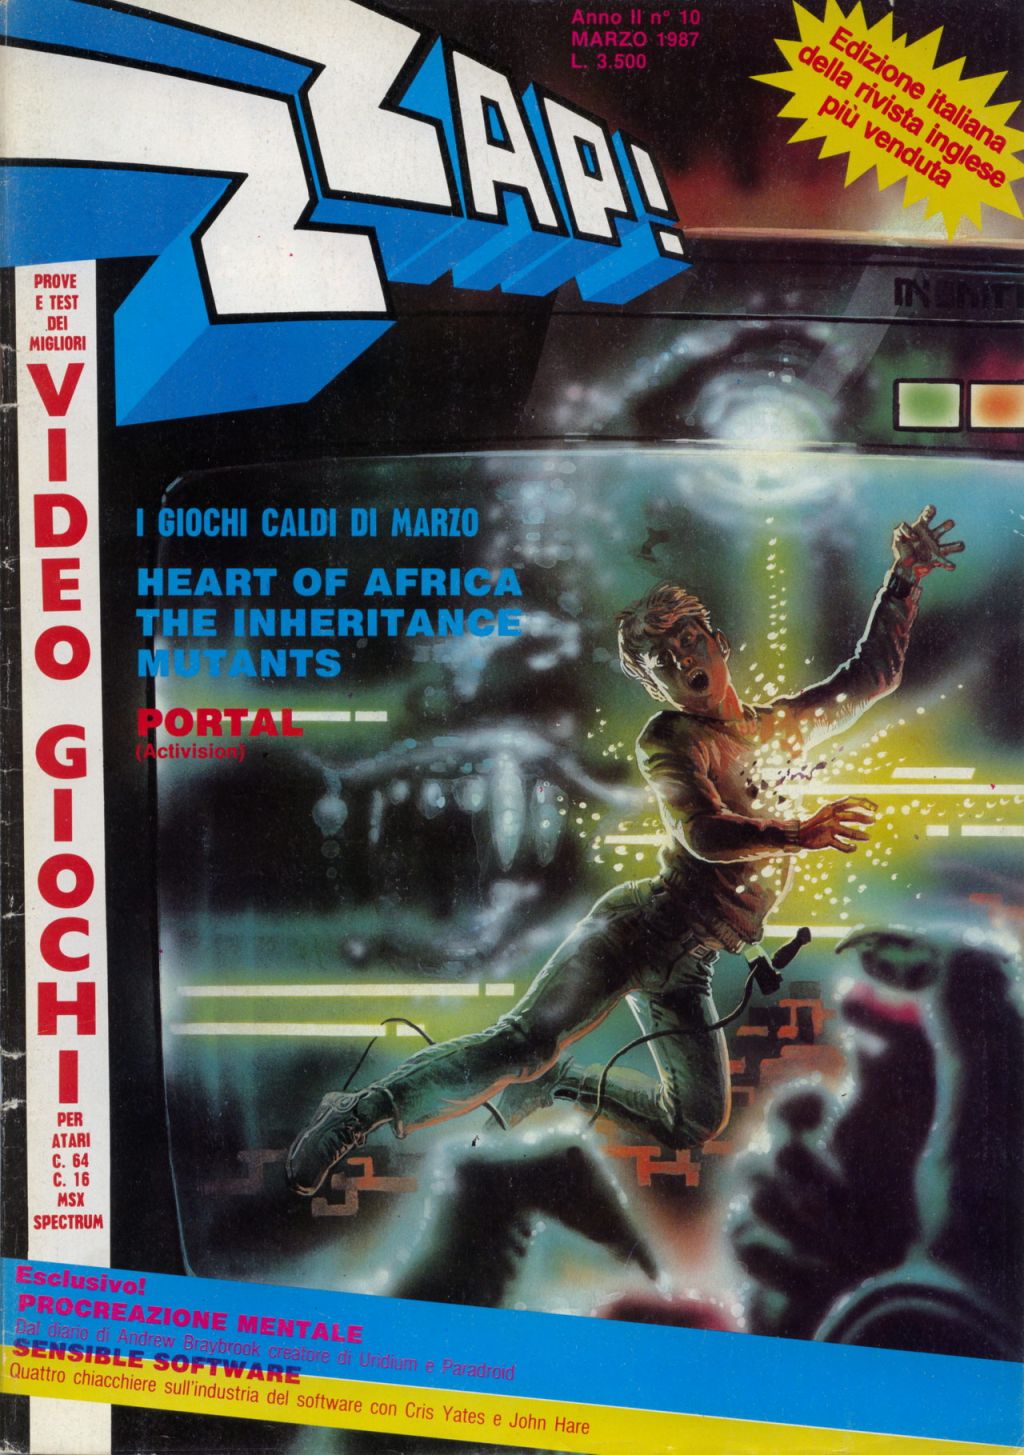 Anno II n° 10
MARZO 1987
L. 3.500
Edizione italiana
della rivista inglese
più venduta
ZZAP!
PROVE
E TEST
DEI
MIGLIORI
VIDEO GIOCHI
PER
ATARI
C. 64
C. 16
MSX
SPECTRUM
I GIOCHI CALDI DI MARZO
HEART OF AFRICA
THE INHERITANCE
MUTANTS
PORTAL
(Activision)
Esclusivo!
PROCREAZIONE MENTALE
Dal diario di Andrew Braybrook creatore di Uridium e Paradroid
SENSIBLE SOFTWARE
Quattro chiacchiere sull'industria del software con Cris Yates e John Hare